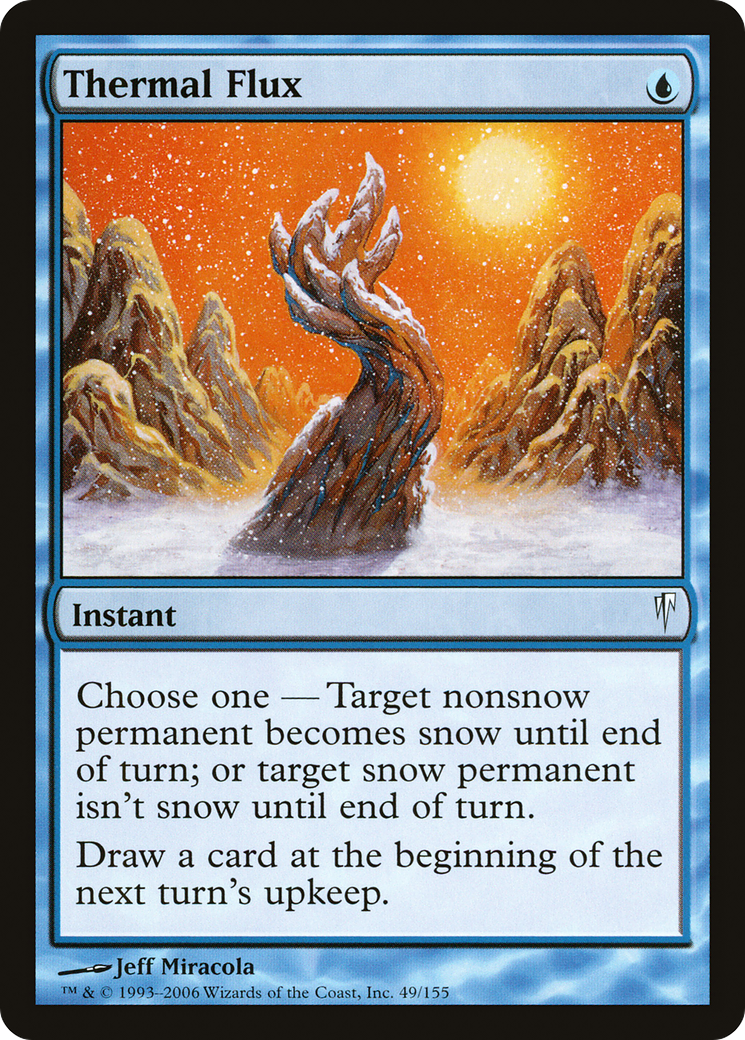 Thermal Flux
Instant
Choose one — Target nonsnow
permanent becomes snow until end
of turn; or target snow permanent
isn't snow until end of turn.
Draw a card at the beginning of the
next turn's upkeep.
Jeff Miracola
™ & © 1993–2006 Wizards of the Coast, Inc. 49/155